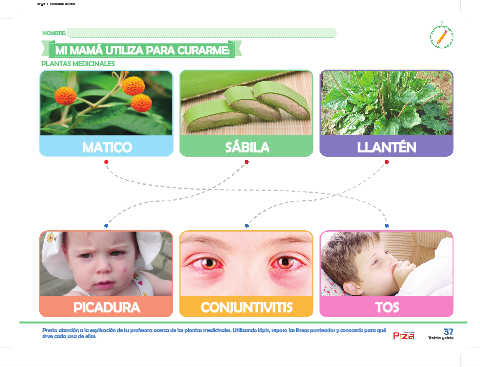 NOMBRE:
MI MAMÁ UTILIZA PARA CURARME:
PLANTAS MEDICINALES
MATICO
SÁBILA
LLANTÉN
PICADURA
CONJUNTIVITIS
TOS
Presta atención a la explicación de tu profesora acerca de las plantas medicinales. Utilizando lápiz, repasa las líneas punteadas y conocerás para qué
sirve cada una de ellas.
37